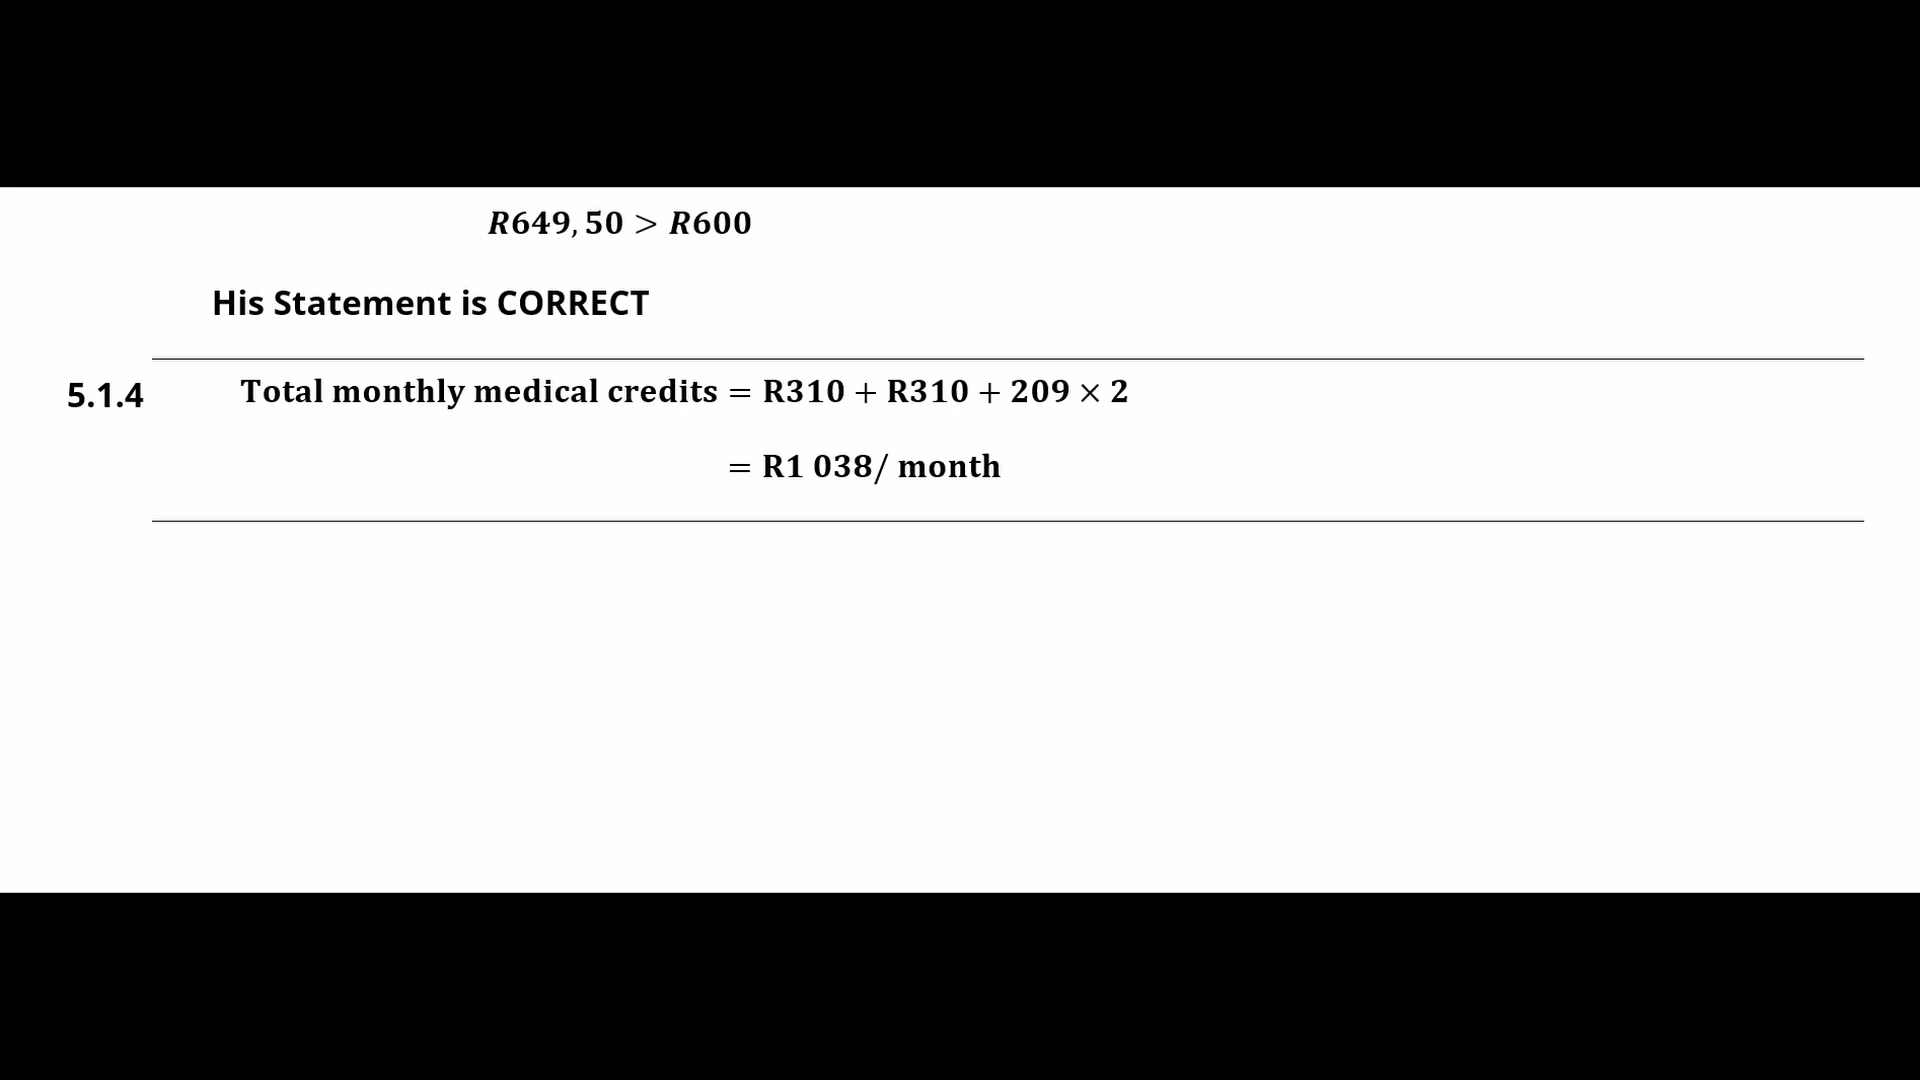 R649, 50 > R600
His Statement is CORRECT
5.1.4 Total monthly medical credits = R310 + R310 + 209 × 2
= R1 038/ month